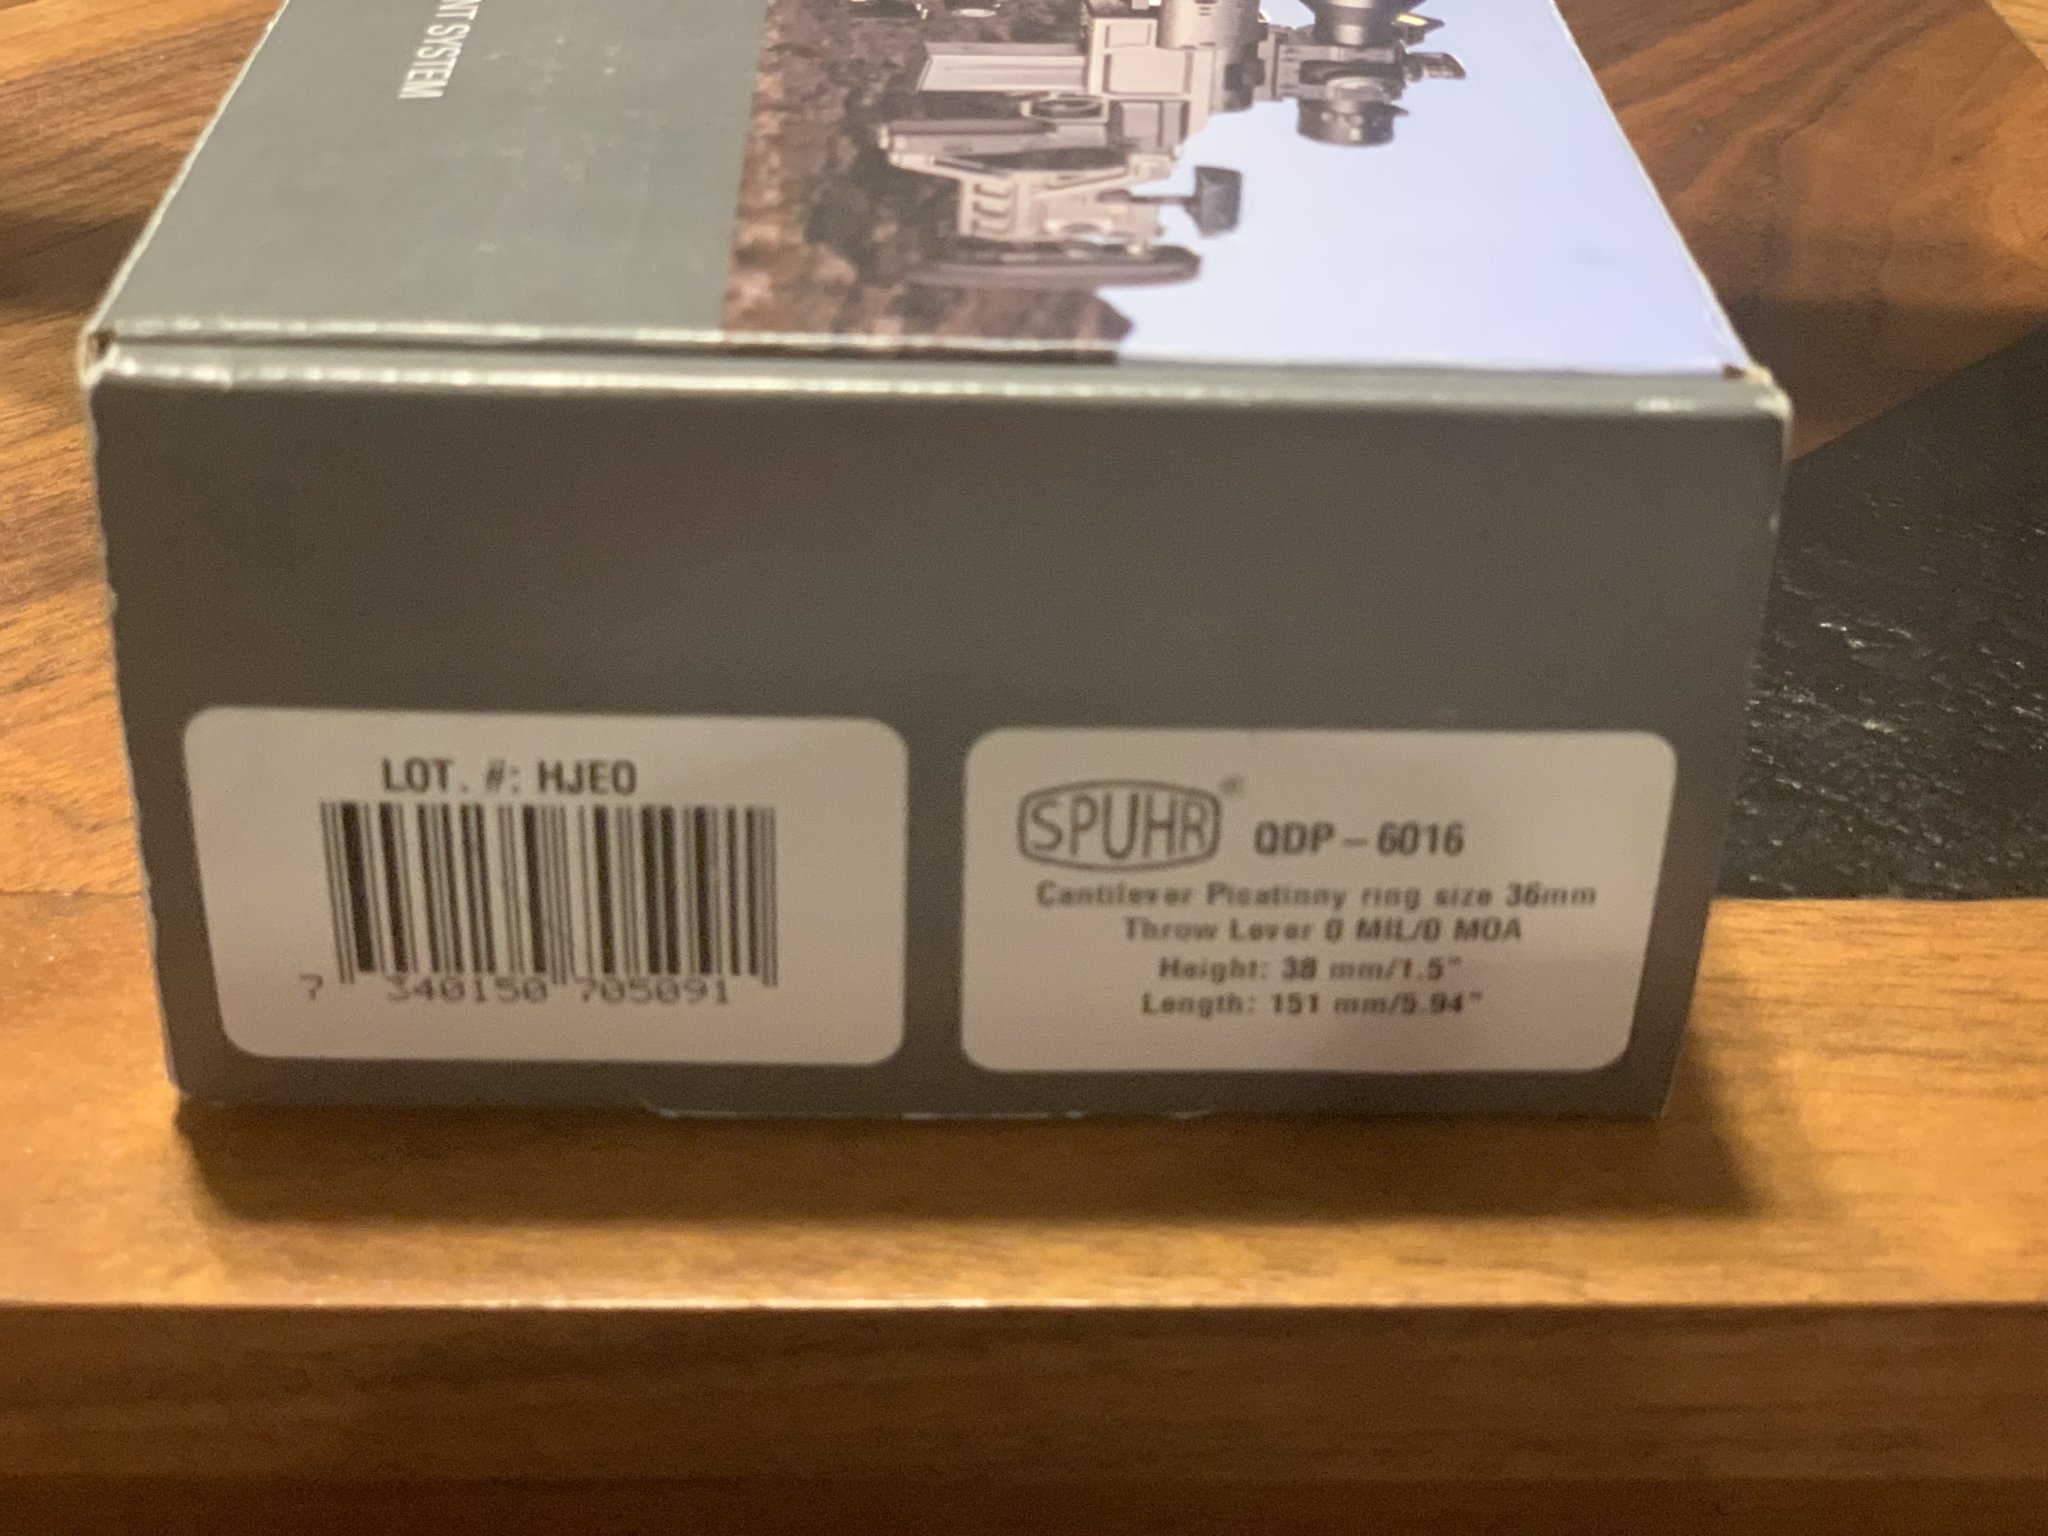 NT SYSTEM
LOT. #: HJEO
7 340150 705091
SPUHR® QDP-6016
Cantilever Picatinny ring size 36mm
Throw Lever 0 MIL/0 MOA
Height: 38 mm/1.5"
Length: 151 mm/5.94"